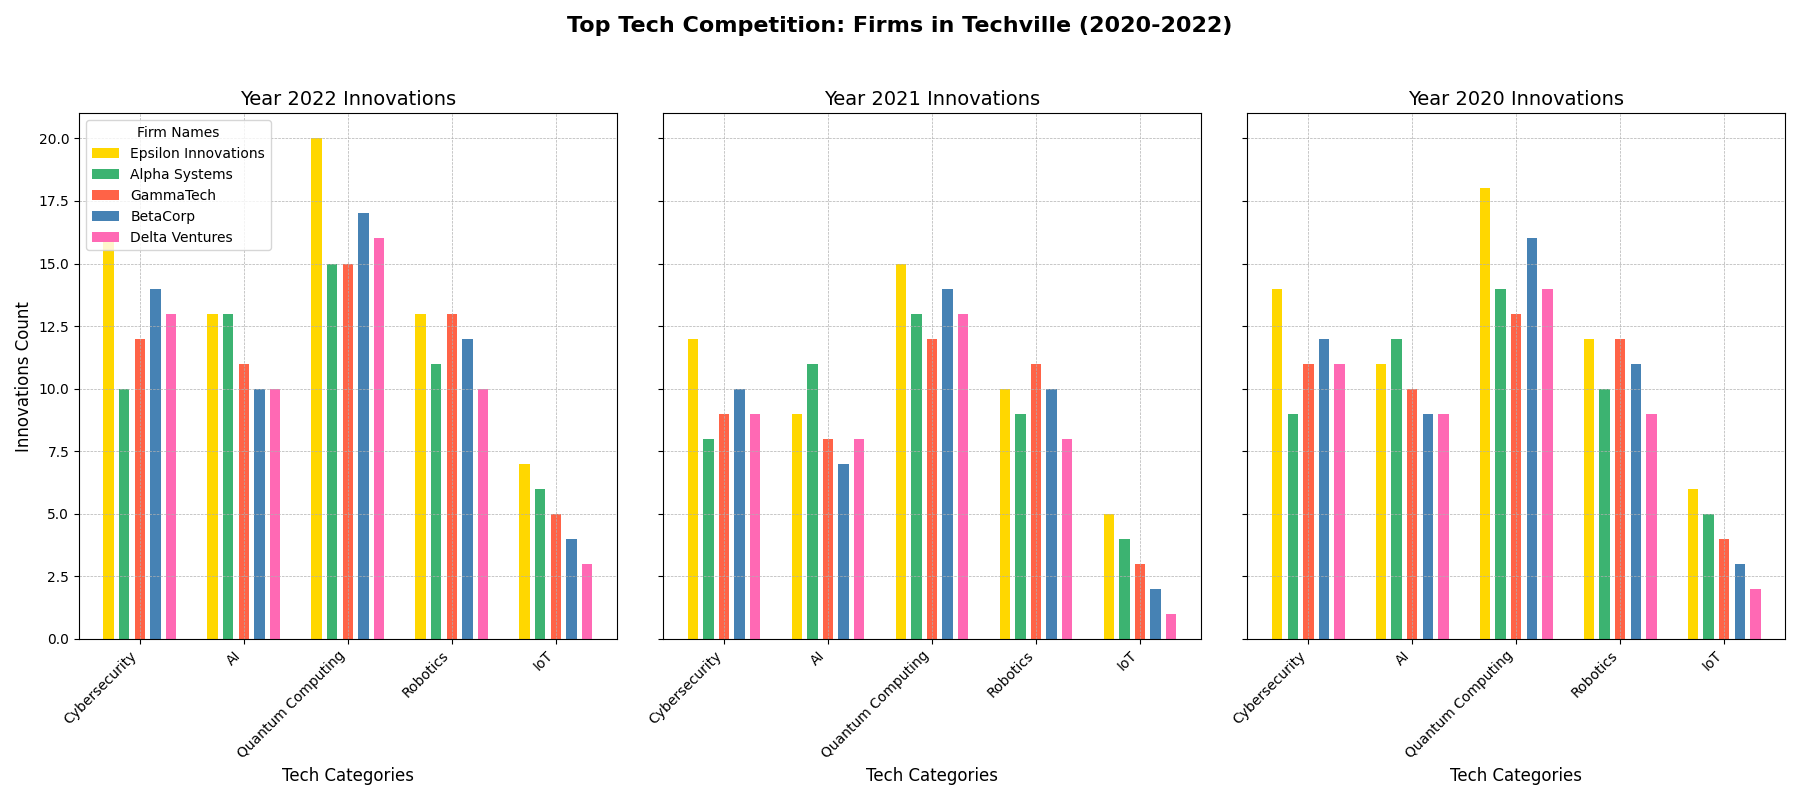 Top Tech Competition: Firms in Techville (2020-2022)
Year 2022 Innovations
Firm Names
Epsilon Innovations
Alpha Systems
GammaTech
BetaCorp
Delta Ventures
Innovations Count
20.0
17.5
15.0
12.5
10.0
7.5
5.0
2.5
0.0
Cybersecurity
AI
Quantum Computing
Robotics
IoT
Tech Categories
Year 2021 Innovations
Cybersecurity
AI
Quantum Computing
Robotics
IoT
Tech Categories
Year 2020 Innovations
Cybersecurity
AI
Quantum Computing
Robotics
IoT
Tech Categories